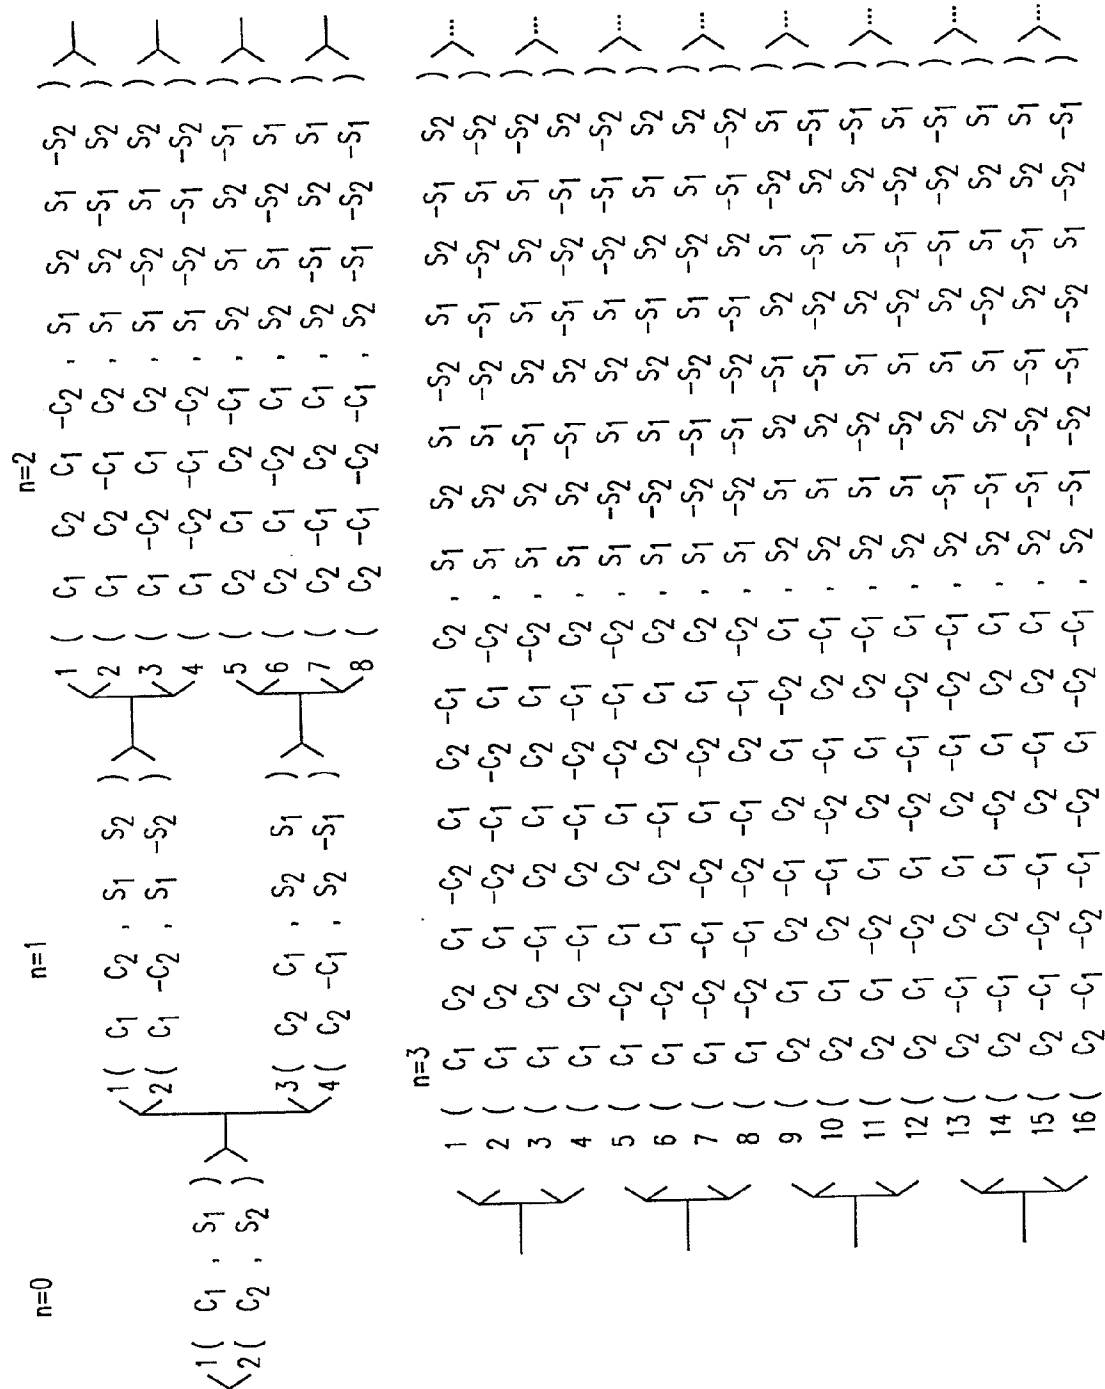 n=0
1 ( C1 , S1 )
2 ( C2 , S2 )
n=1
1 ( C1 C2 , S1 S2 )
2 ( C1 -C2 , S1 -S2 )
3 ( C2 C1 , S2 S1 )
4 ( C2 -C1 , S2 -S1 )
n=2
1 ( C1 C2 C1 -C2 , S1 S2 S1 -S2 )
2 ( C1 C2 -C1 C2 , S1 S2 -S1 S2 )
3 ( C1 -C2 C1 C2 , S1 -S2 S1 S2 )
4 ( C1 -C2 -C1 -C2 , S1 -S2 -S1 -S2 )
5 ( C2 C1 C2 -C1 , S2 S1 S2 -S1 )
6 ( C2 C1 -C2 C1 , S2 S1 -S2 S1 )
7 ( C2 -C1 C2 C1 , S2 -S1 S2 S1 )
8 ( C2 -C1 -C2 -C1 , S2 -S1 -S2 -S1 )
n=3
1 ( C1 C2 C1 -C2 C1 C2 -C1 C2 , S1 S2 S1 -S2 S1 S2 -S1 S2 )
2 ( C1 C2 C1 -C2 -C1 -C2 C1 -C2 , S1 S2 S1 -S2 -S1 -S2 S1 -S2 )
3 ( C1 C2 -C1 C2 C1 C2 C1 -C2 , S1 S2 -S1 S2 S1 S2 S1 -S2 )
4 ( C1 C2 -C1 C2 -C1 -C2 -C1 C2 , S1 S2 -S1 S2 -S1 -S2 -S1 S2 )
5 ( C1 -C2 C1 C2 C1 -C2 -C1 -C2 , S1 -S2 S1 S2 S1 -S2 -S1 -S2 )
6 ( C1 -C2 C1 C2 -C1 C2 C1 C2 , S1 -S2 S1 S2 -S1 S2 S1 S2 )
7 ( C1 -C2 -C1 -C2 C1 -C2 C1 C2 , S1 -S2 -S1 -S2 S1 -S2 S1 S2 )
8 ( C1 -C2 -C1 -C2 -C1 C2 -C1 -C2 , S1 -S2 -S1 -S2 -S1 S2 -S1 -S2 )
9 ( C2 C1 C2 -C1 C2 C1 -C2 C1 , S2 S1 S2 -S1 S2 S1 -S2 S1 )
10 ( C2 C1 C2 -C1 -C2 -C1 C2 -C1 , S2 S1 S2 -S1 -S2 -S1 S2 -S1 )
11 ( C2 C1 -C2 C1 C2 C1 C2 -C1 , S2 S1 -S2 S1 S2 S1 S2 -S1 )
12 ( C2 C1 -C2 C1 -C2 -C1 -C2 C1 , S2 S1 -S2 S1 -S2 -S1 -S2 S1 )
13 ( C2 -C1 C2 C1 C2 -C1 -C2 -C1 , S2 -S1 S2 S1 S2 -S1 -S2 -S1 )
14 ( C2 -C1 C2 C1 -C2 C1 C2 C1 , S2 -S1 S2 S1 -S2 S1 S2 S1 )
15 ( C2 -C1 -C2 -C1 C2 -C1 C2 C1 , S2 -S1 -S2 -S1 S2 -S1 S2 S1 )
16 ( C2 -C1 -C2 -C1 -C2 C1 -C2 -C1 , S2 -S1 -S2 -S1 -S2 S1 -S2 -S1 )